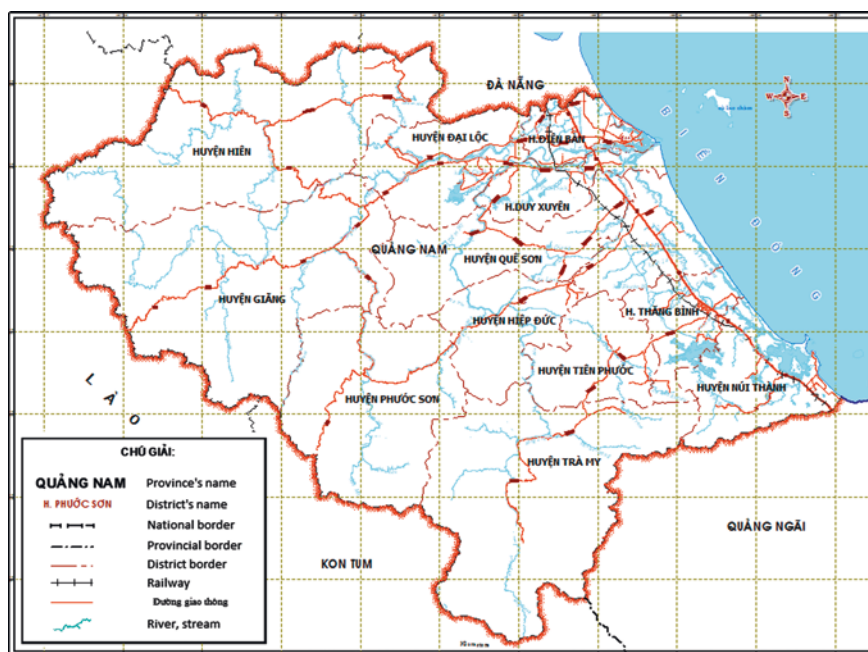 ĐÀ NẴNG
N
W E
S
HUYỆN ĐẠI LỘC
H.ĐIỆN BÀN
HUYỆN HIÊN
BIỂN ĐÔNG
H.DUY XUYÊN
QUẢNG NAM
HUYỆN QUẾ SƠN
HUYỆN GIẰNG
H. THĂNG BÌNH
HUYỆN HIỆP ĐỨC
HUYỆN TIÊN PHƯỚC
HUYỆN NÚI THÀNH
LÀO
HUYỆN PHƯỚC SƠN
HUYỆN TRÀ MY
QUẢNG NGÃI
KON TUM
CHÚ GIẢI:
QUẢNG NAM Province's name
H. PHƯỚC SƠN District's name
National border
Provincial border
District border
Railway
Đường giao thông
River, stream